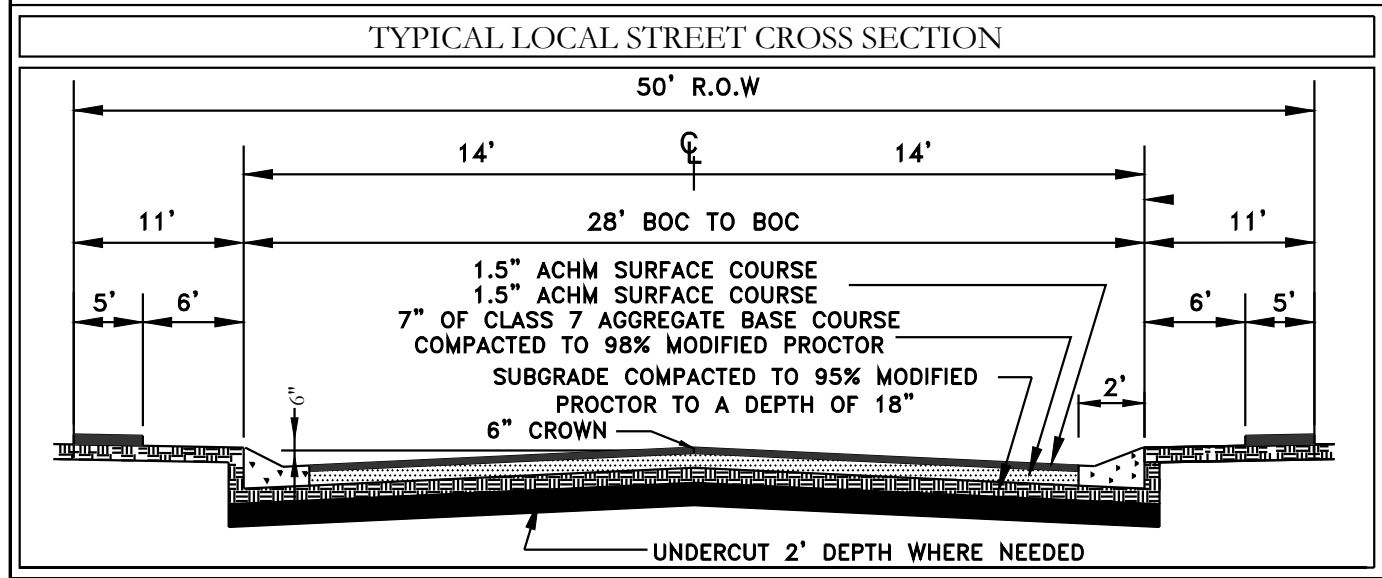 TYPICAL LOCAL STREET CROSS SECTION
50' R.O.W
14' ℄ 14'
11' 28' BOC TO BOC 11'
1.5" ACHM SURFACE COURSE
1.5" ACHM SURFACE COURSE
5' 6' 6' 5'
7" OF CLASS 7 AGGREGATE BASE COURSE
COMPACTED TO 98% MODIFIED PROCTOR
SUBGRADE COMPACTED TO 95% MODIFIED
PROCTOR TO A DEPTH OF 18"
2'
6"
6" CROWN
UNDERCUT 2' DEPTH WHERE NEEDED